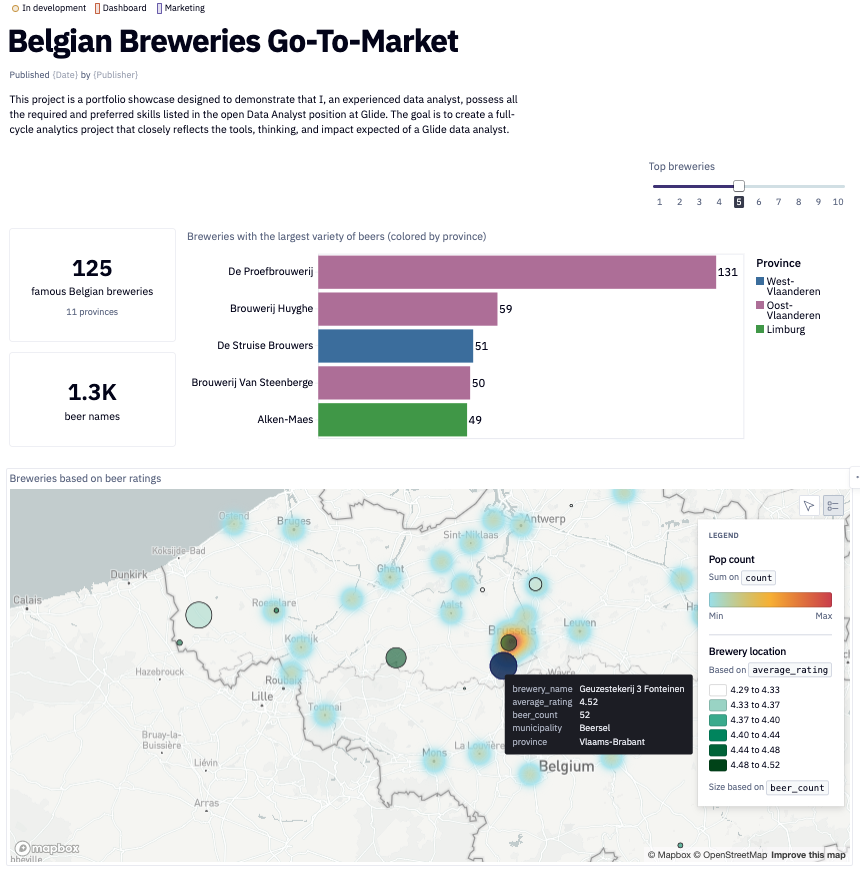 In development Dashboard Marketing
Belgian Breweries Go-To-Market
Published {Date} by {Publisher}
This project is a portfolio showcase designed to demonstrate that I, an experienced data analyst, possess all
the required and preferred skills listed in the open Data Analyst position at Glide. The goal is to create a full-
cycle analytics project that closely reflects the tools, thinking, and impact expected of a Glide data analyst.
Top breweries
1 2 3 4 5 6 7 8 9 10
125
famous Belgian breweries
11 provinces
1.3K
beer names
Breweries with the largest variety of beers (colored by province)
De Proefbrouwerij 131
Brouwerij Huyghe 59
De Struise Brouwers 51
Brouwerij Van Steenberge 50
Alken-Maes 49
Province
West-
Vlaanderen
Oost-
Vlaanderen
Limburg
Breweries based on beer ratings
Ostend
Bruges
Antwerp
Sint-Niklaas
Koksijde-Bad
Dunkirk
Ghent
Calais
Roeselare
Aalst
Leuven
Brussels
Kortrijk
Hazebrouck
Roubaix
Wavre
Lille
Tournai
Bruay-la-
Buissière
Mons
La Louvière
Liévin
Belgium
Arras
brewery_name Geuzestekerij 3 Fonteinen
average_rating 4.52
beer_count 52
municipality Beersel
province Vlaams-Brabant
LEGEND
Pop count
Sum on count
Min Max
Brewery location
Based on average_rating
4.29 to 4.33
4.33 to 4.37
4.37 to 4.40
4.40 to 4.44
4.44 to 4.48
4.48 to 4.52
Size based on beer_count
mapbox
© Mapbox © OpenStreetMap Improve this map